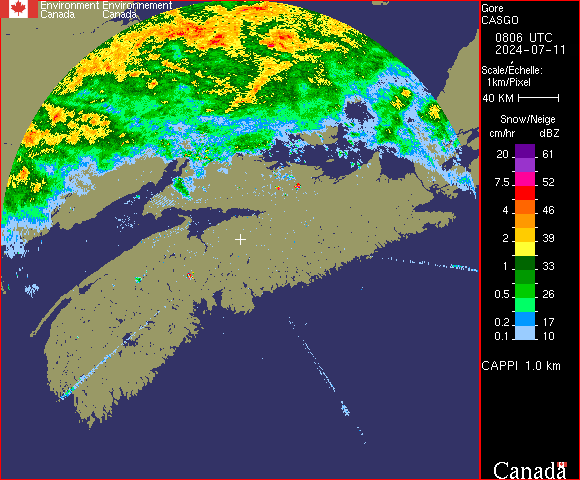 Environment Environnement
Canada Canada
Gore
CASGO
0806 UTC
2024-07-11
Scale/Echelle:
1km/Pixel
40 KM
Snow/Neige
cm/hr dBZ
20 61
7.5 52
4 46
2 39
1 33
0.5 26
0.2 17
0.1 10
CAPPI 1.0 km
Canada